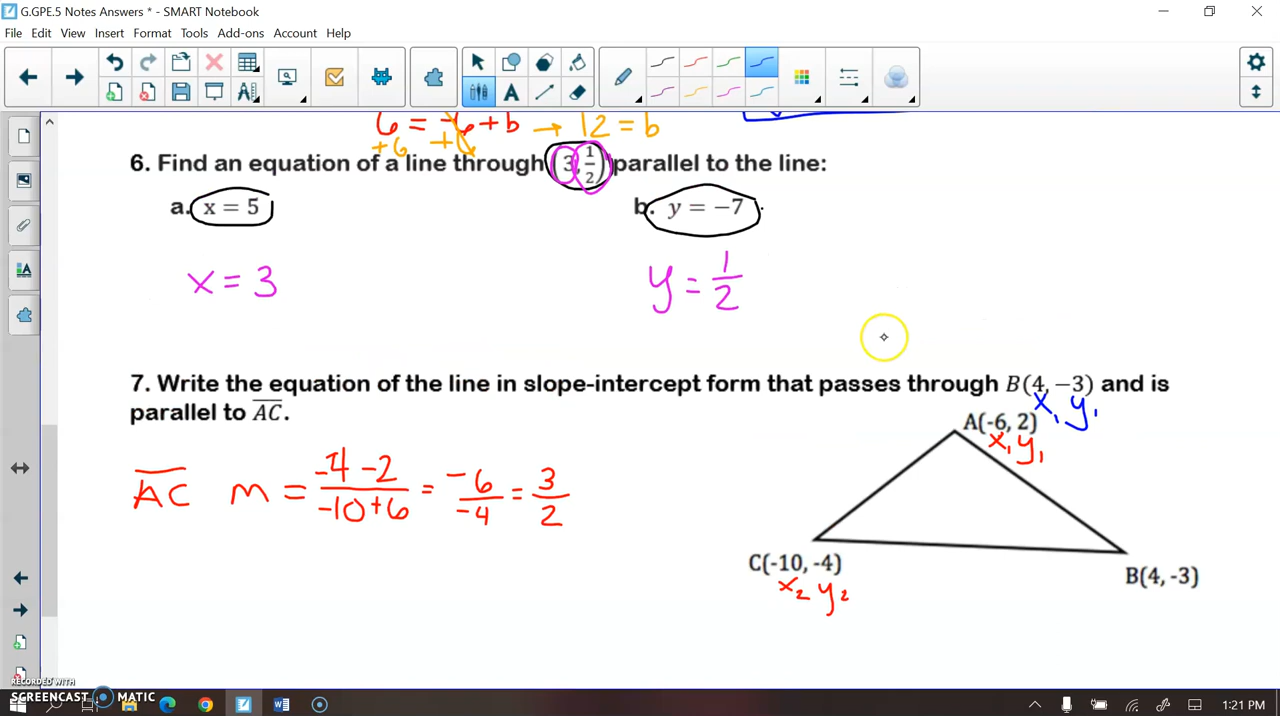 G.GPE.5 Notes Answers * - SMART Notebook
File Edit View Insert Format Tools Add-ons Account Help
6 = -6 + b → 12 = b
+6 +6
6. Find an equation of a line through (3, 1/2) parallel to the line:
a. x = 5
b. y = −7
x = 3
y = 1/2
7. Write the equation of the line in slope-intercept form that passes through B(4, −3) and is
parallel to AC.
x₁ y₁
A(-6, 2)
x₁ y₁
AC m = -4 -2 / -10+6 = -6/-4 = 3/2
C(-10, -4)
x₂ y₂
B(4, -3)
SCREENCAST MATIC
1:21 PM